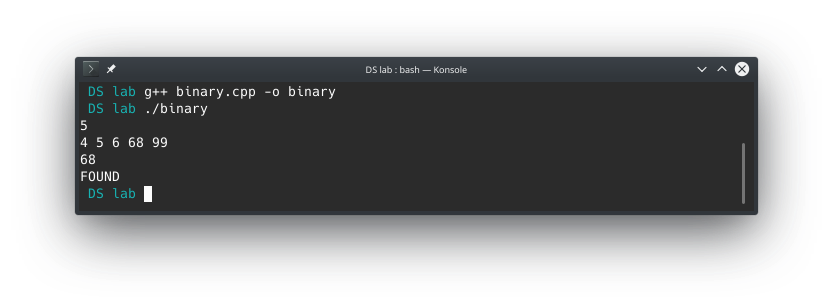 DS lab : bash — Konsole
DS lab g++ binary.cpp -o binary
DS lab ./binary
5
4 5 6 68 99
68
FOUND
DS lab